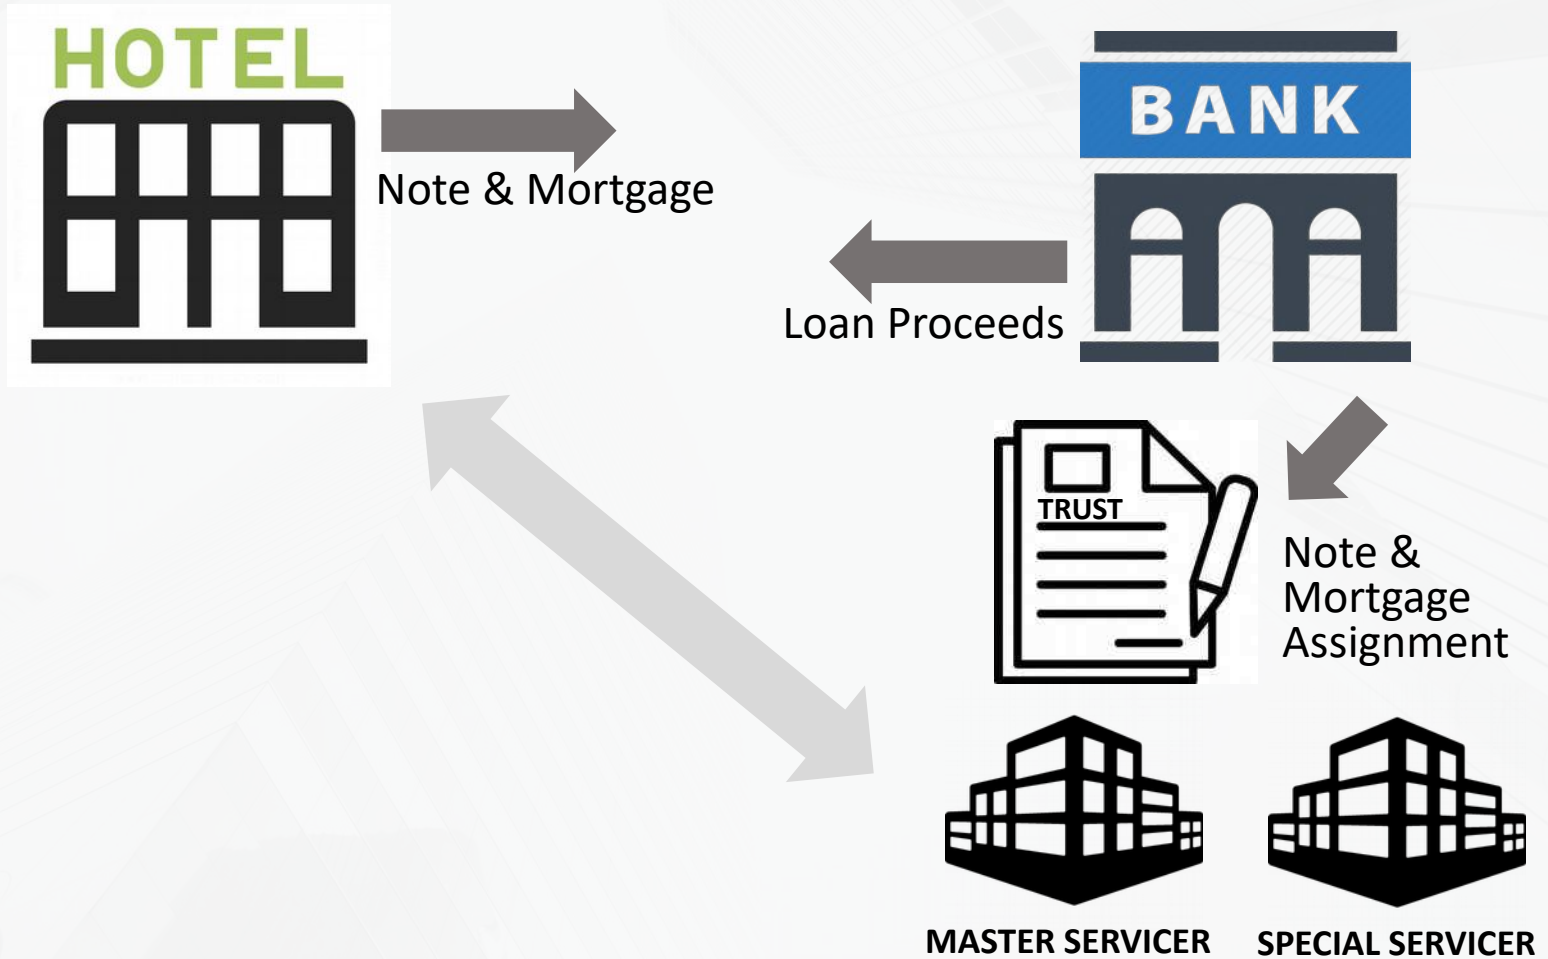 HOTEL
BANK
Note & Mortgage
Loan Proceeds
TRUST
Note &
Mortgage
Assignment
MASTER SERVICER
SPECIAL SERVICER